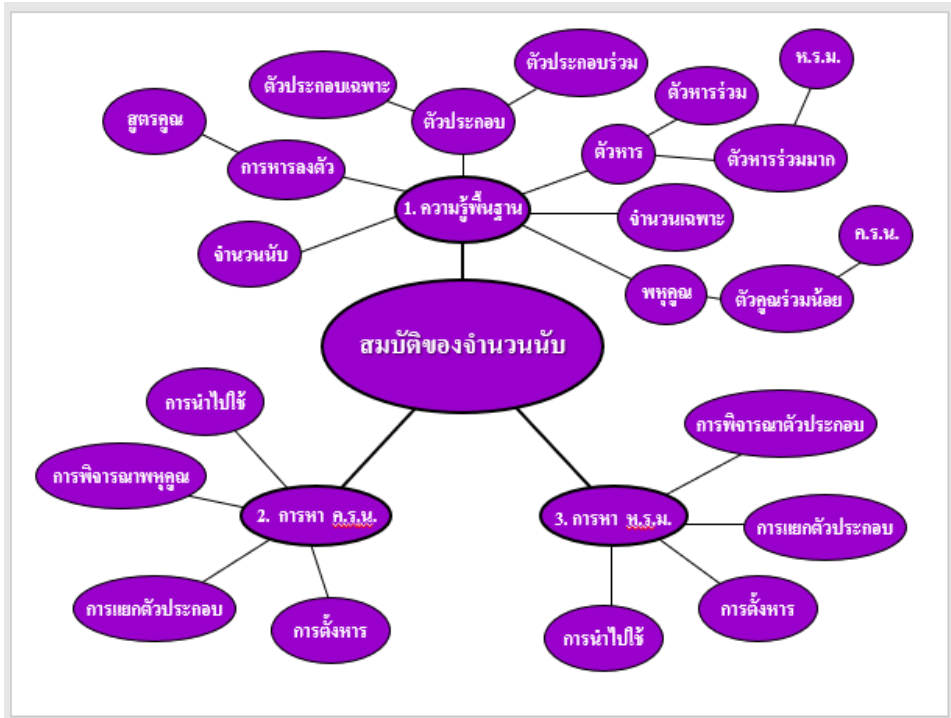 ห.ร.ม.
ตัวประกอบร่วม
ตัวประกอบเฉพาะ
ตัวหารร่วม
สูตรคูณ
ตัวประกอบ
ตัวหาร
ตัวหารร่วมมาก
การหารลงตัว
1. ความรู้พื้นฐาน
จำนวนเฉพาะ
ค.ร.น.
จำนวนนับ
พหุคูณ
ตัวคูณร่วมน้อย
สมบัติของจำนวนนับ
การนำไปใช้
การพิจารณาพหุคูณ
2. การหา ค.ร.น.
การแยกตัวประกอบ
การตั้งหาร
การพิจารณาตัวประกอบ
3. การหา ห.ร.ม.
การแยกตัวประกอบ
การตั้งหาร
การนำไปใช้